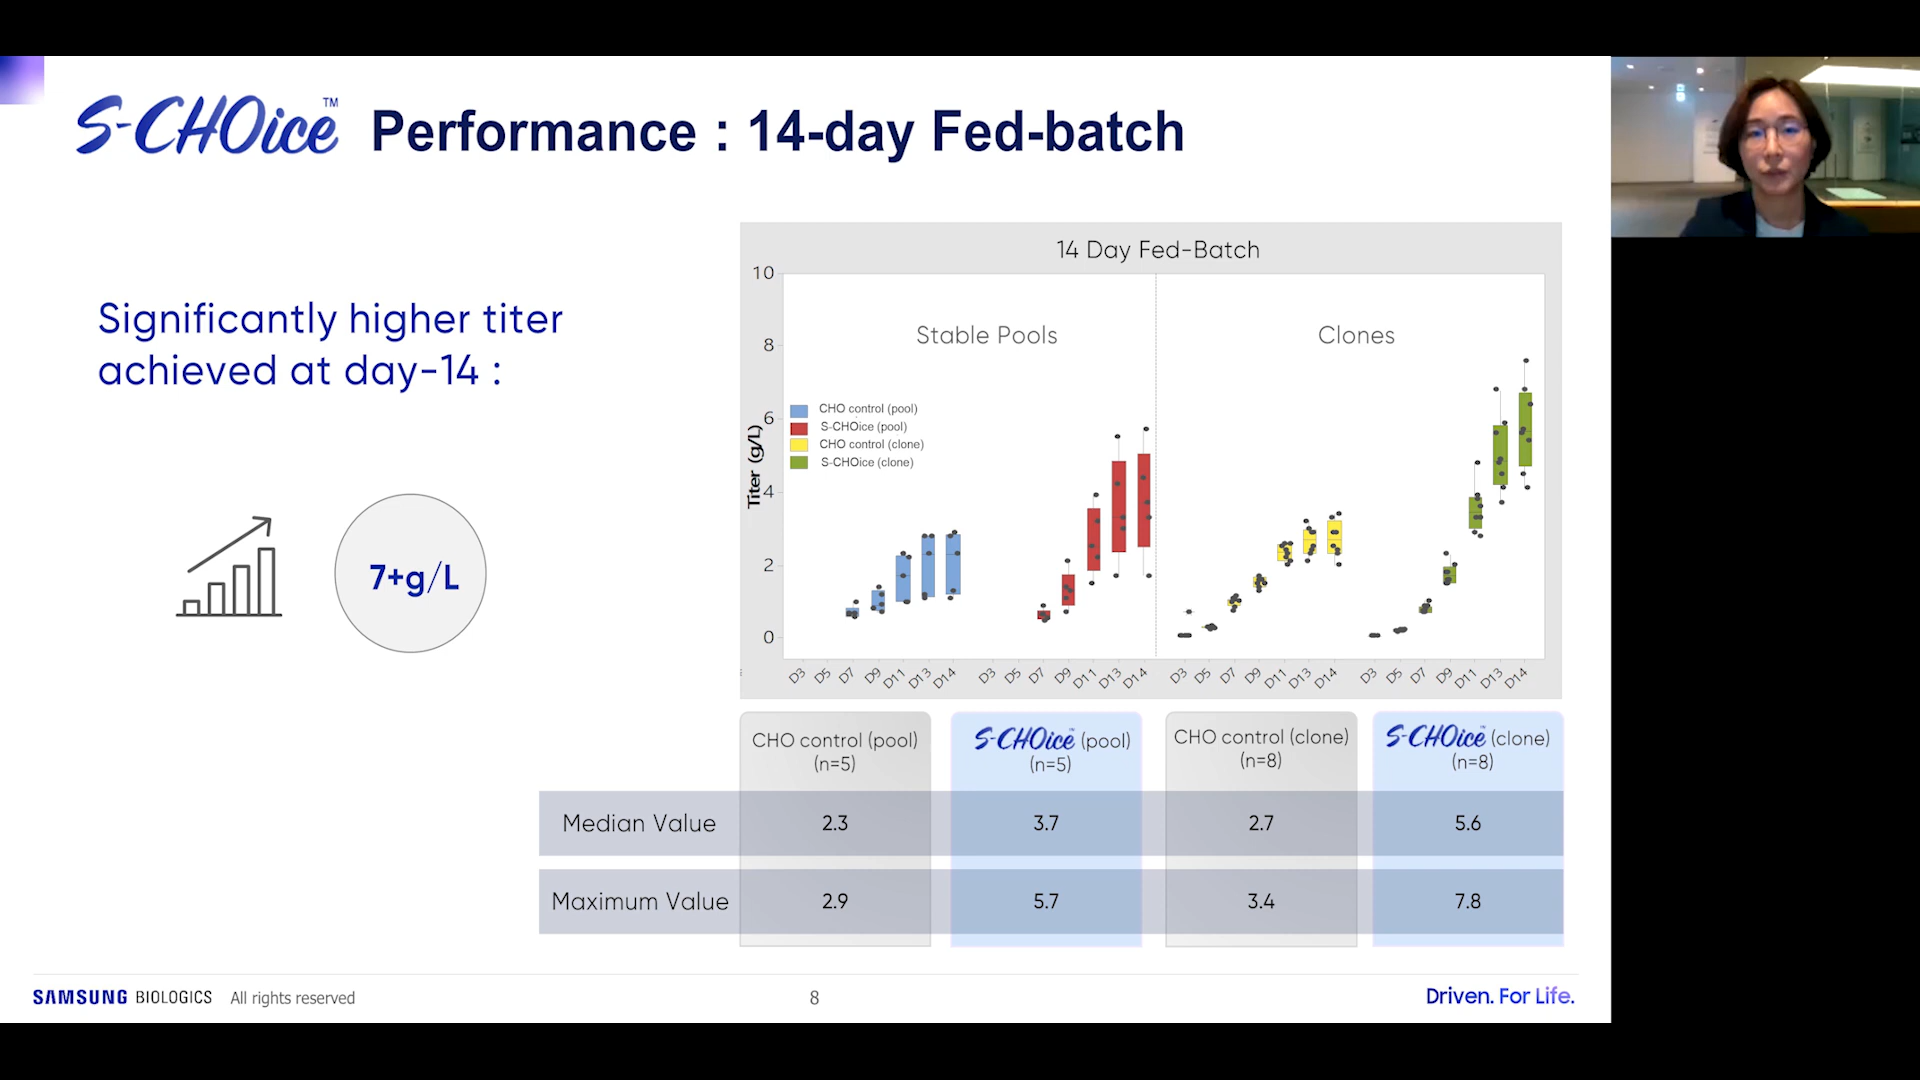 S-CHOice™ Performance : 14-day Fed-batch
Significantly higher titer
achieved at day-14 :
7+g/L
14 Day Fed-Batch
Stable Pools
Clones
CHO control (pool)
S-CHOice (pool)
CHO control (clone)
S-CHOice (clone)
Titer (g/L)
10
8
6
4
2
0
D3 D5 D7 D9 D11 D13 D14 D3 D5 D7 D9 D11 D13 D14 D3 D5 D7 D9 D11 D13 D14 D3 D5 D7 D9 D11 D13 D14
CHO control (pool)
(n=5)
S-CHOice™ (pool)
(n=5)
CHO control (clone)
(n=8)
S-CHOice™ (clone)
(n=8)
Median Value 2.3 3.7 2.7 5.6
Maximum Value 2.9 5.7 3.4 7.8
SAMSUNG BIOLOGICS All rights reserved
8
Driven. For Life.